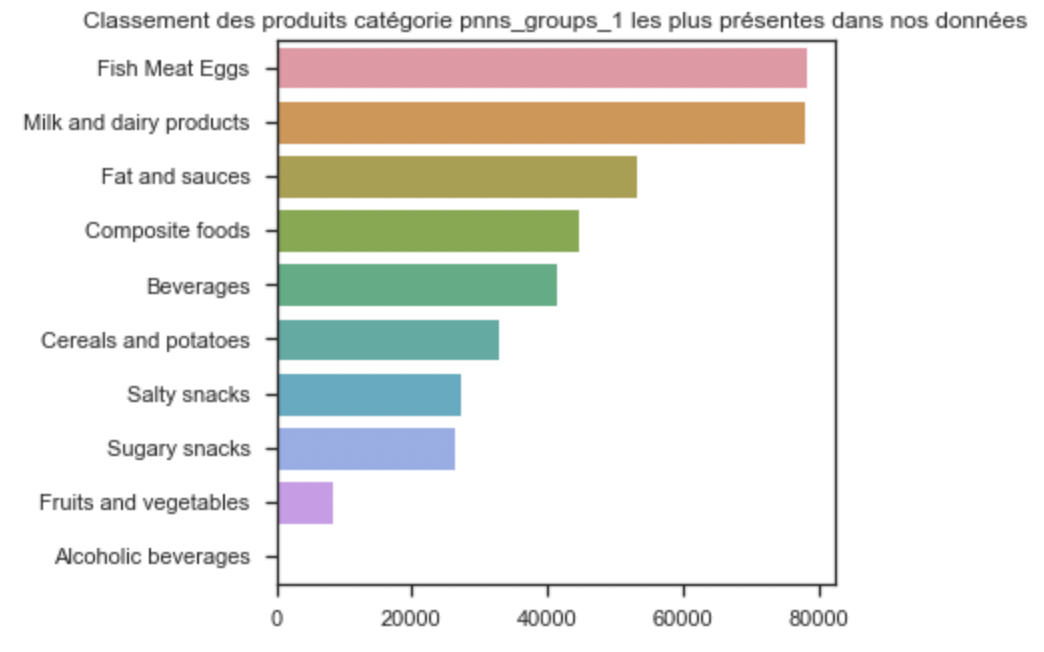 Classement des produits catégorie pnns_groups_1 les plus présentes dans nos données
Fish Meat Eggs
Milk and dairy products
Fat and sauces
Composite foods
Beverages
Cereals and potatoes
Salty snacks
Sugary snacks
Fruits and vegetables
Alcoholic beverages
0 20000 40000 60000 80000